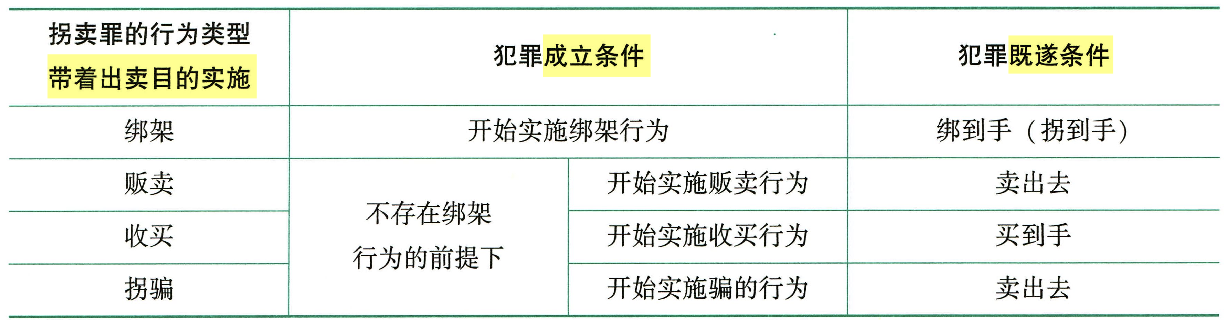 拐卖罪的行为类型
带着出卖目的实施
犯罪成立条件
犯罪既遂条件
绑架
开始实施绑架行为
绑到手（拐到手）
贩卖
不存在绑架
行为的前提下
开始实施贩卖行为
卖出去
收买
开始实施收买行为
买到手
拐骗
开始实施骗的行为
卖出去